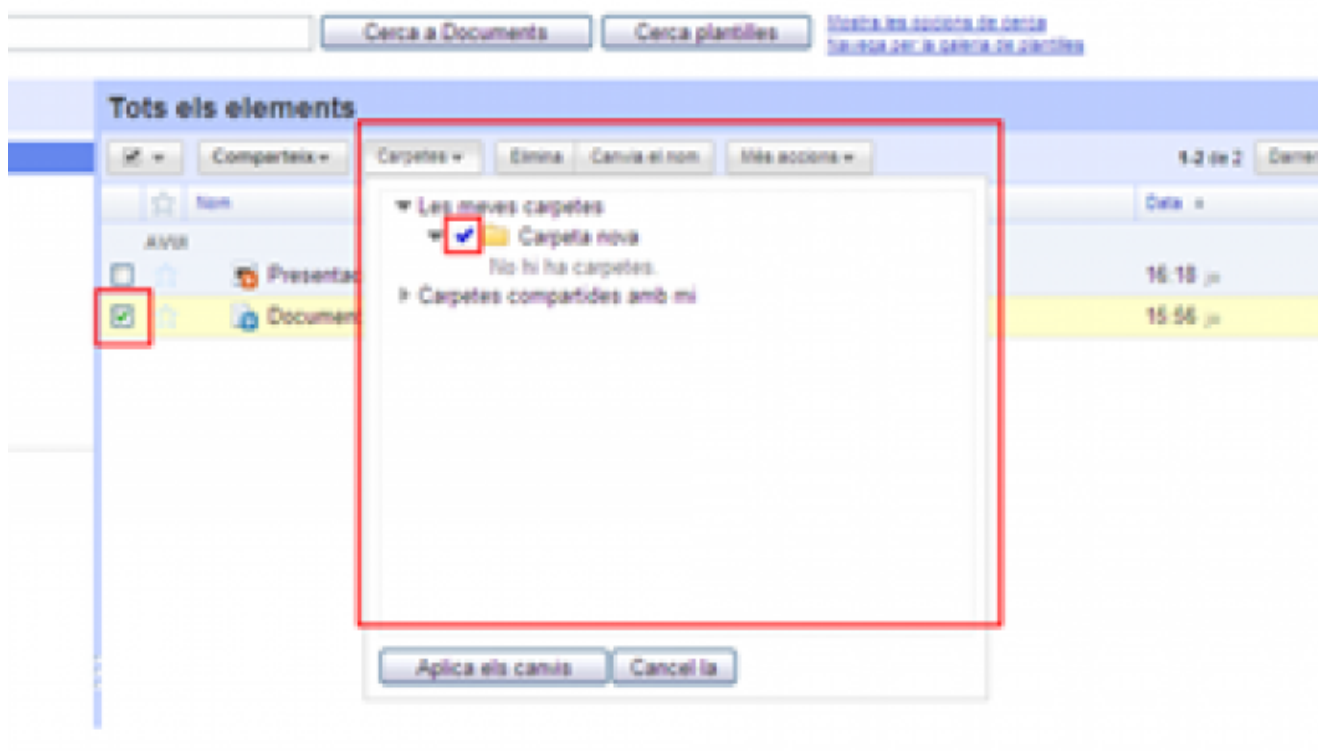 Cerca a Documents Cerca plantilles Mostra les opcions de cerca
Navega per la galeria de plantilles
Tots els elements
Comparteix Carpetes Elimina Canvia el nom Més accions 1-2 de 2
Nom Data
Les meves carpetes
AVUI Carpeta nova
Presentac No hi ha carpetes. 16:18 jo
Carpetes compartides amb mi
Documen 15:56 jo
Aplica els canvis Cancel·la